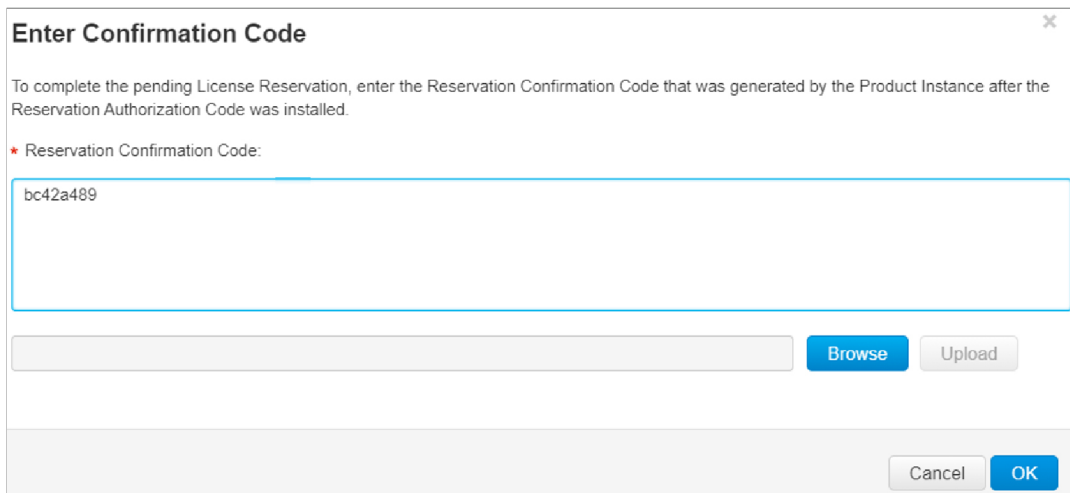 Enter Confirmation Code
To complete the pending License Reservation, enter the Reservation Confirmation Code that was generated by the Product Instance after the
Reservation Authorization Code was installed.
* Reservation Confirmation Code:
bc42a489
Browse
Upload
Cancel
OK